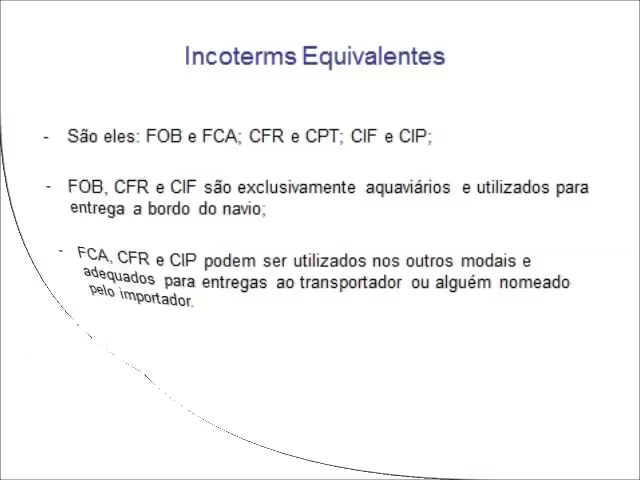 Incoterms Equivalentes
- São eles: FOB e FCA; CFR e CPT; CIF e CIP;
- FOB, CFR e CIF são exclusivamente aquaviários e utilizados para
entrega a bordo do navio;
- FCA, CFR e CIP podem ser utilizados nos outros modais e
adequados para entregas ao transportador ou alguém nomeado
pelo importador.